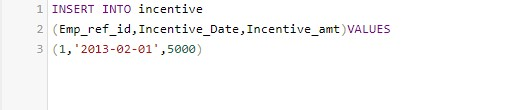 1 INSERT INTO incentive
2 (Emp_ref_id,Incentive_Date,Incentive_amt)VALUES
3 (1,'2013-02-01',5000)